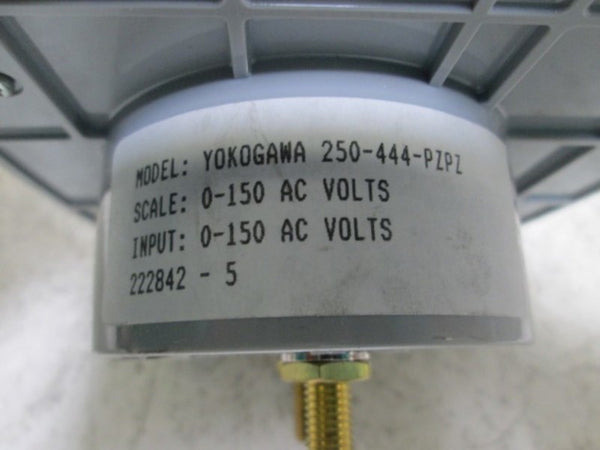 MODEL: YOKOGAWA 250-444-PZPZ
SCALE: 0-150 AC VOLTS
INPUT: 0-150 AC VOLTS
222842 - 5